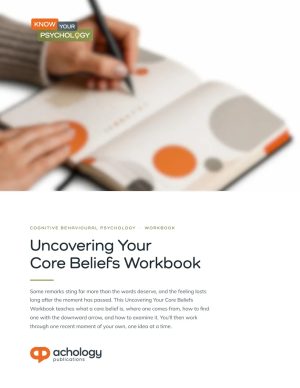 KNOW YOUR
PSYCHOLOGY
COGNITIVE BEHAVIOURAL PSYCHOLOGY · WORKBOOK
Uncovering Your
Core Beliefs Workbook
Some remarks sting far more than the words deserve, and the feeling lasts
long after the moment has passed. This Uncovering Your Core Beliefs
Workbook teaches what a core belief is, where one comes from, how to find
one with the downward arrow, and how to examine it. You'll then work
through one recent moment of your own, one idea at a time.
achology
publications